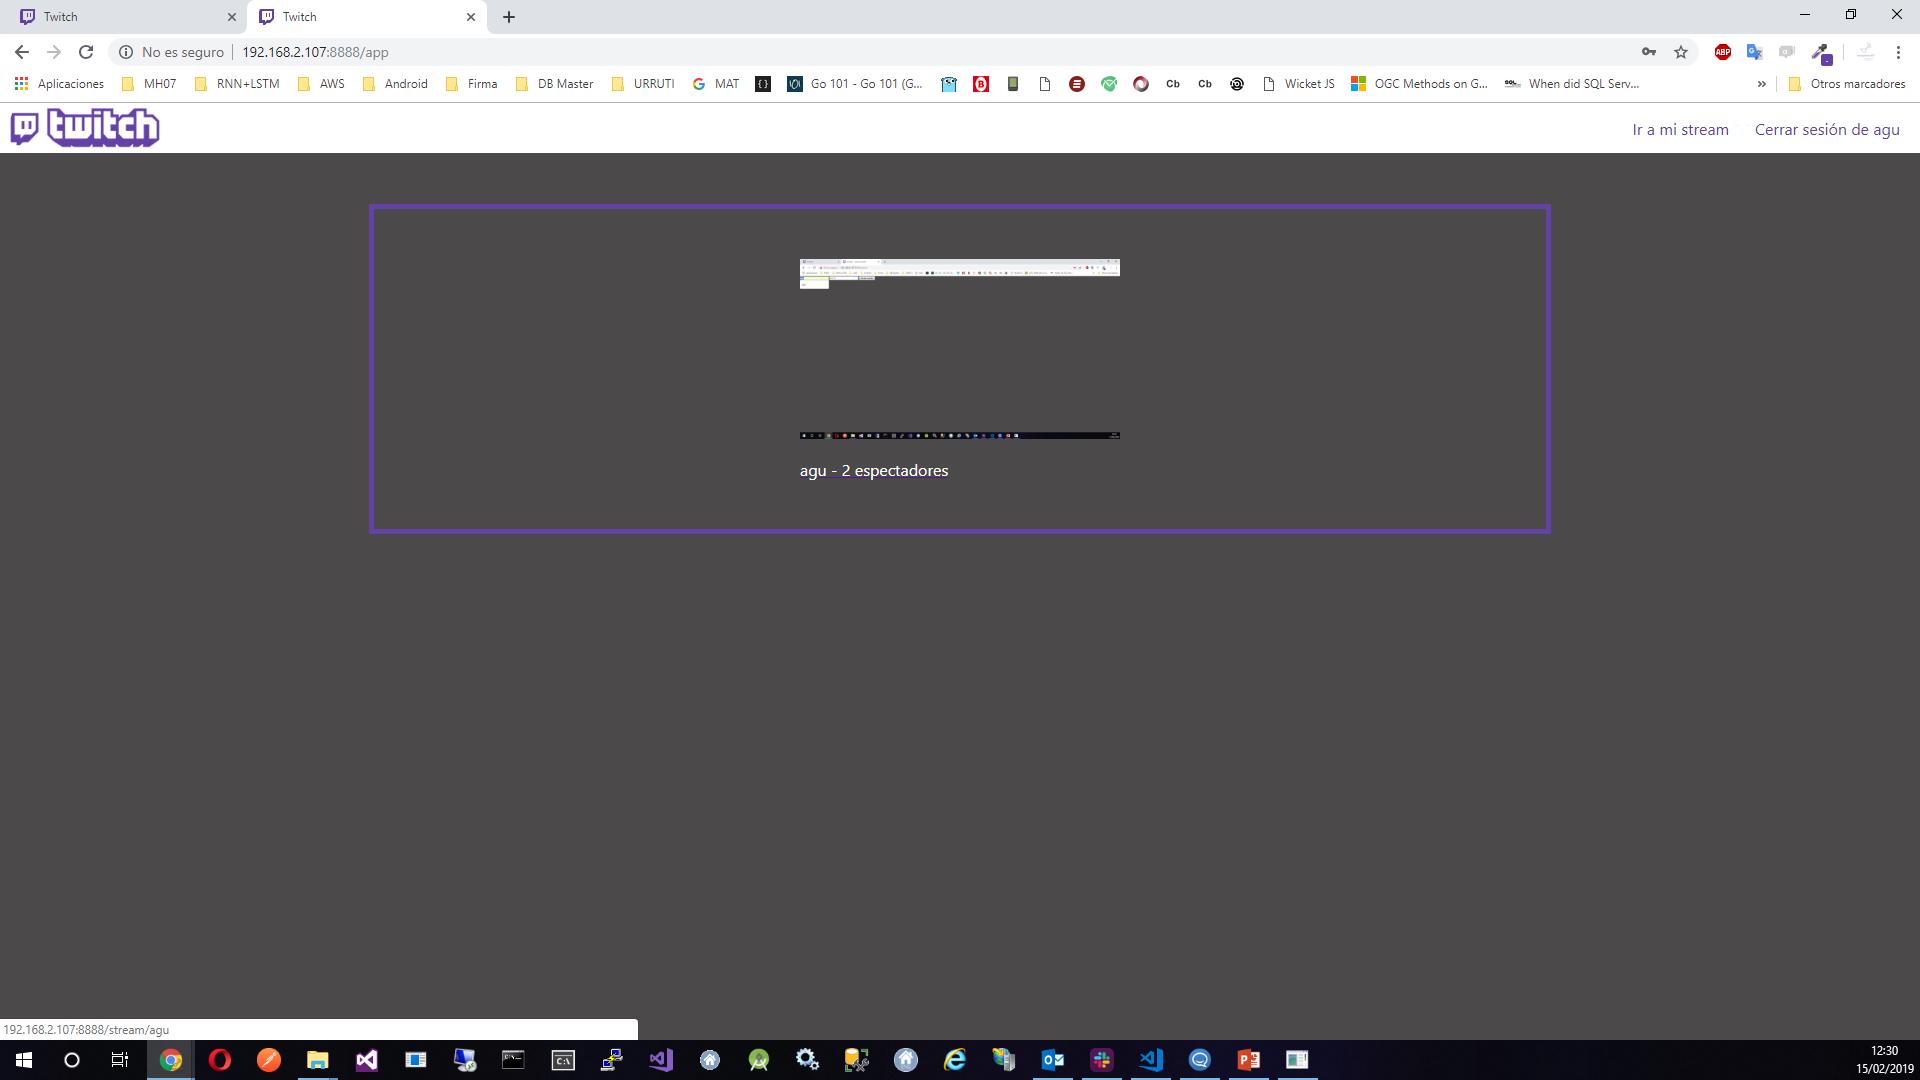 Twitch
Twitch
No es seguro
192.168.2.107:8888/app
ABP
Aplicaciones
MH07
RNN+LSTM
AWS
Android
Firma
DB Master
URRUTI
MAT
Go 101 - Go 101 (G...
Cb
Cb
Wicket JS
OGC Methods on G...
When did SQL Serv...
»
Otros marcadores
twitch
Ir a mi stream
Cerrar sesión de agu
agu - 2 espectadores
192.168.2.107:8888/stream/agu
12:30
15/02/2019